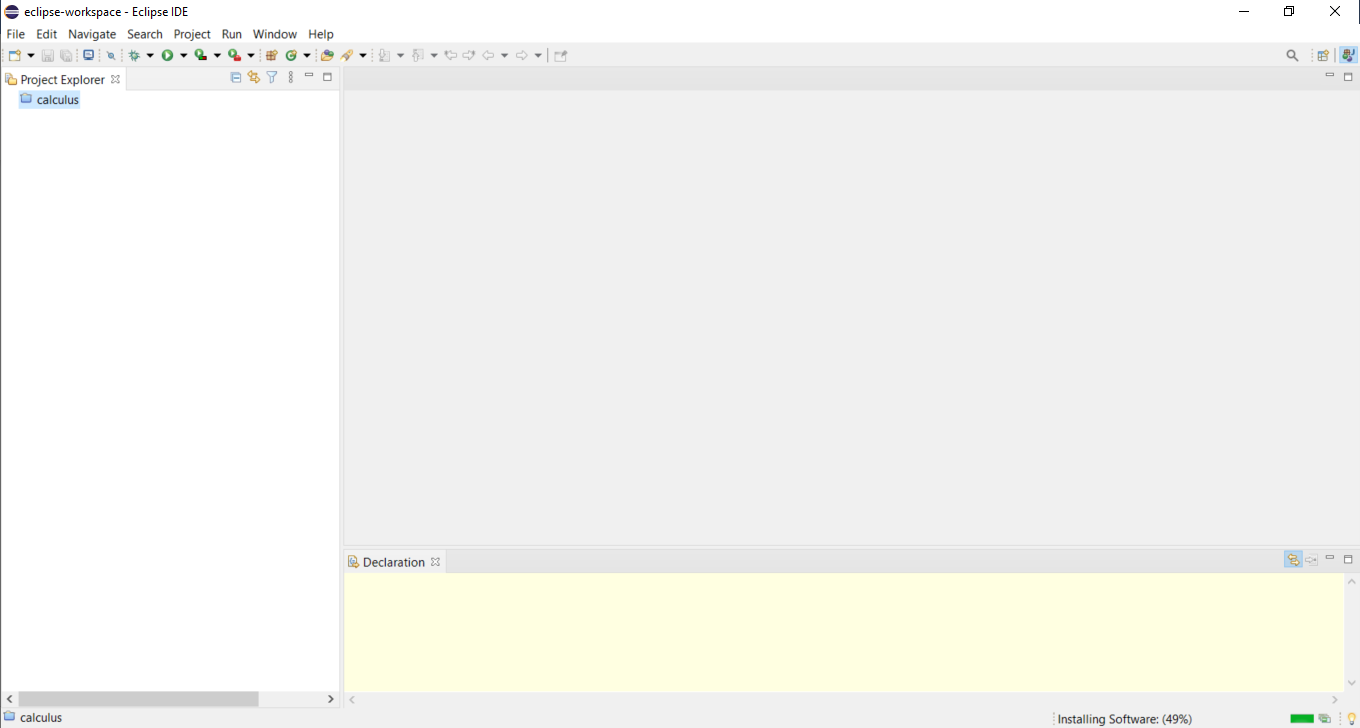 eclipse-workspace - Eclipse IDE
File Edit Navigate Search Project Run Window Help
Project Explorer
calculus
Declaration
calculus
Installing Software: (49%)